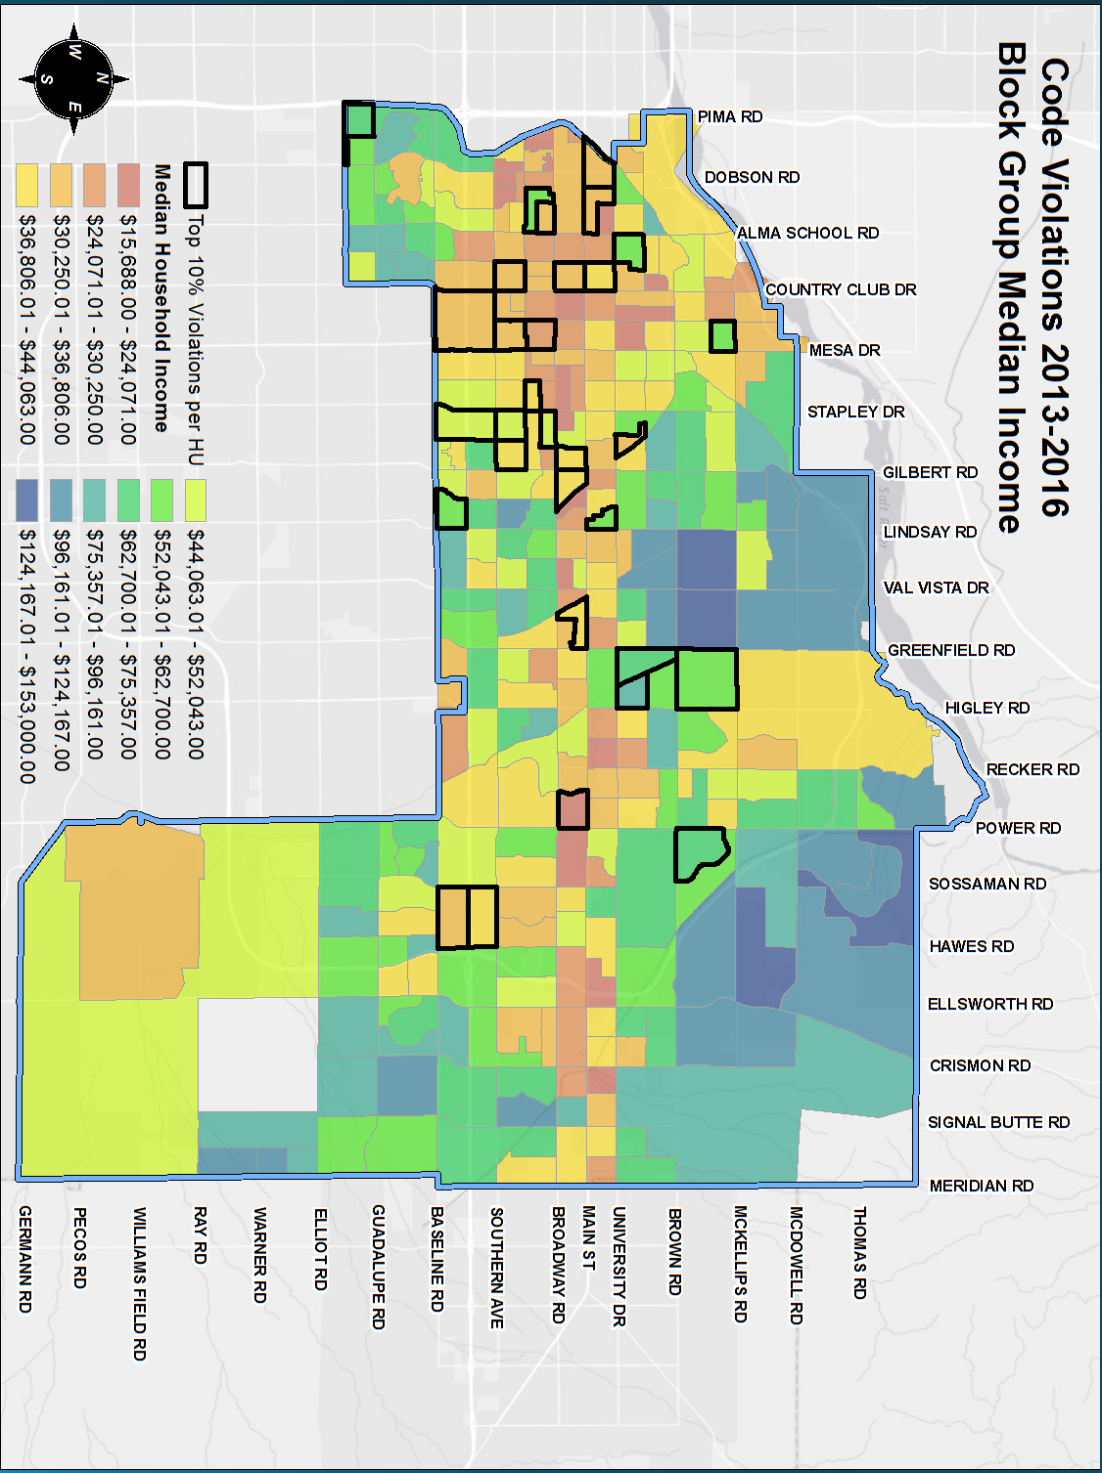 Code Violations 2013-2016
Block Group Median Income
PIMA RD
DOBSON RD
ALMA SCHOOL RD
COUNTRY CLUB DR
MESA DR
STAPLEY DR
GILBERT RD
LINDSAY RD
VAL VISTA DR
GREENFIELD RD
HIGLEY RD
RECKER RD
POWER RD
SOSSAMAN RD
HAWES RD
ELLSWORTH RD
CRISMON RD
SIGNAL BUTTE RD
MERIDIAN RD
THOMAS RD
MCDOWELL RD
MCKELLIPS RD
BROWN RD
UNIVERSITY DR
MAIN ST
BROADWAY RD
SOUTHERN AVE
BASELINE RD
GUADALUPE RD
ELLIOT RD
WARNER RD
RAY RD
WILLIAMS FIELD RD
PECOS RD
GERMANN RD
Top 10% Violations per HU
Median Household Income
$15,688.00 - $24,071.00
$24,071.01 - $30,250.00
$30,250.01 - $36,806.00
$36,806.01 - $44,063.00
$44,063.01 - $52,043.00
$52,043.01 - $62,700.00
$62,700.01 - $75,357.00
$75,357.01 - $96,161.00
$96,161.01 - $124,167.00
$124,167.01 - $153,000.00
N
W
E
S